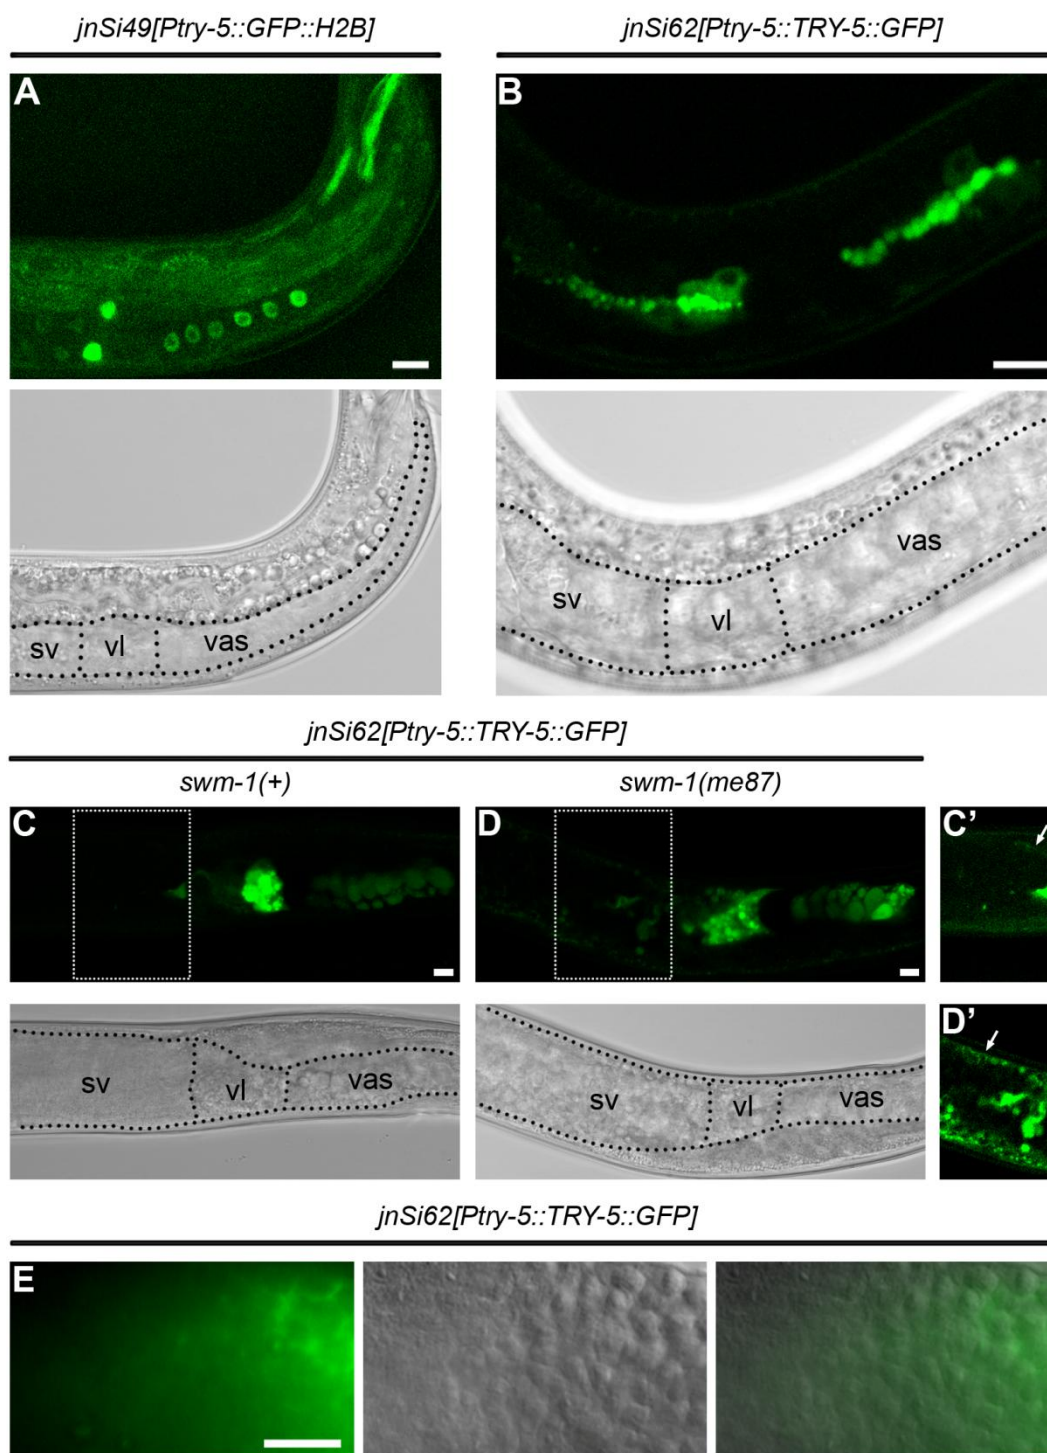 jnSi49[Ptry-5::GFP::H2B]
jnSi62[Ptry-5::TRY-5::GFP]
A
B
sv
vl
vas
sv
vl
vas
jnSi62[Ptry-5::TRY-5::GFP]
swm-1(+)
swm-1(me87)
C
D
C'
D'
sv
vl
vas
sv
vl
vas
jnSi62[Ptry-5::TRY-5::GFP]
E